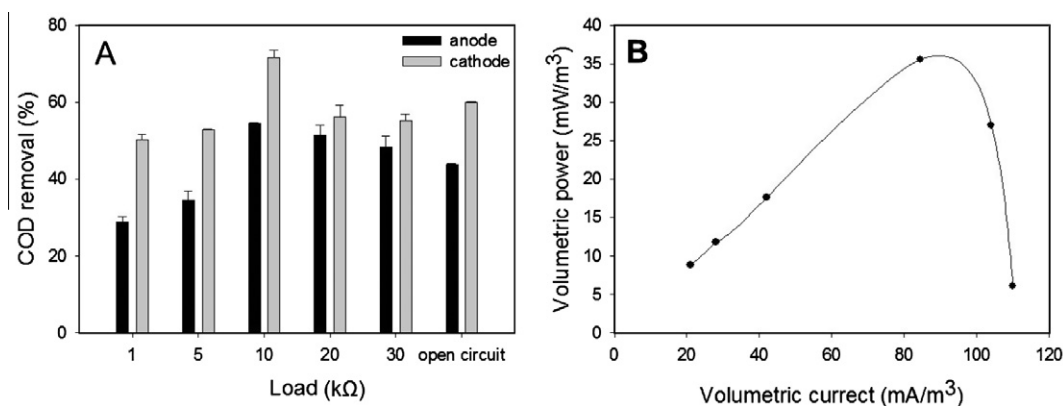 A
anode
cathode
COD removal (%)
80
60
40
20
0
1 5 10 20 30 open circuit
Load (kΩ)
B
Volumetric power (mW/m³)
40
35
30
25
20
15
10
5
0
0 20 40 60 80 100 120
Volumetric currect (mA/m³)